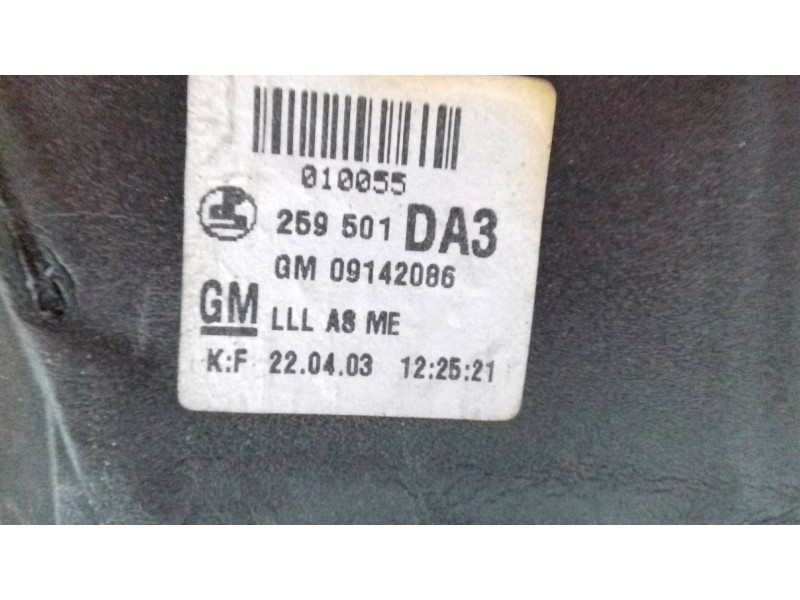 010055
259 501 DA3
GM 09142086
GM LLL AS ME
K:F 22.04.03 12:25:21